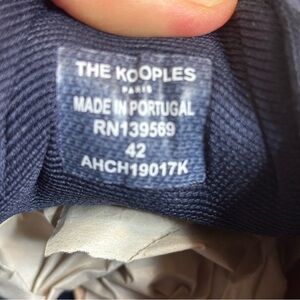 THE KOOPLES
PARIS
MADE IN PORTUGAL
RN139569
42
AHCH19017K